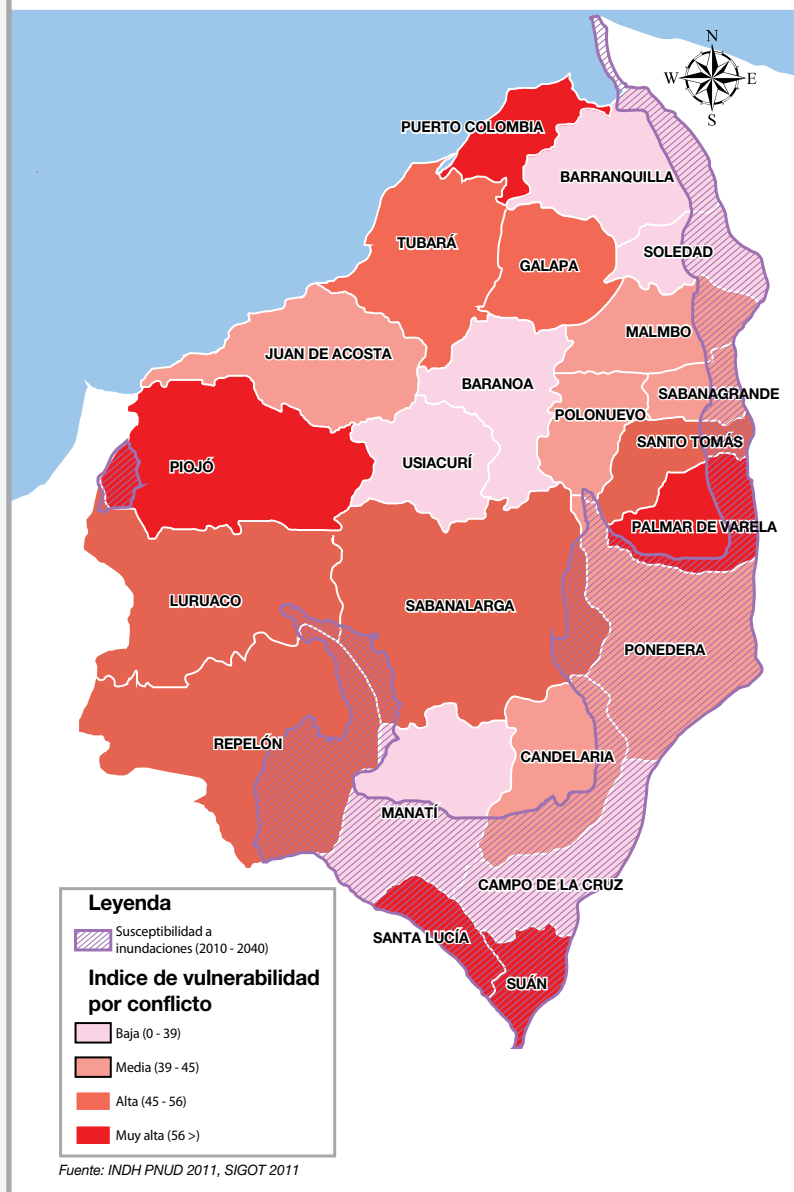 N
W E
S
PUERTO COLOMBIA
BARRANQUILLA
TUBARÁ
SOLEDAD
GALAPA
MALMBO
JUAN DE ACOSTA
BARANOA
SABANAGRANDE
POLONUEVO
SANTO TOMÁS
USIACURÍ
PIOJÓ
PALMAR DE VARELA
LURUACO
SABANALARGA
PONEDERA
REPELÓN
CANDELARIA
MANATÍ
CAMPO DE LA CRUZ
SANTA LUCÍA
SUÁN
Leyenda
Susceptibilidad a
inundaciones (2010 - 2040)
Indice de vulnerabilidad
por conflicto
Baja (0 - 39)
Media (39 - 45)
Alta (45 - 56)
Muy alta (56 >)
Fuente: INDH PNUD 2011, SIGOT 2011